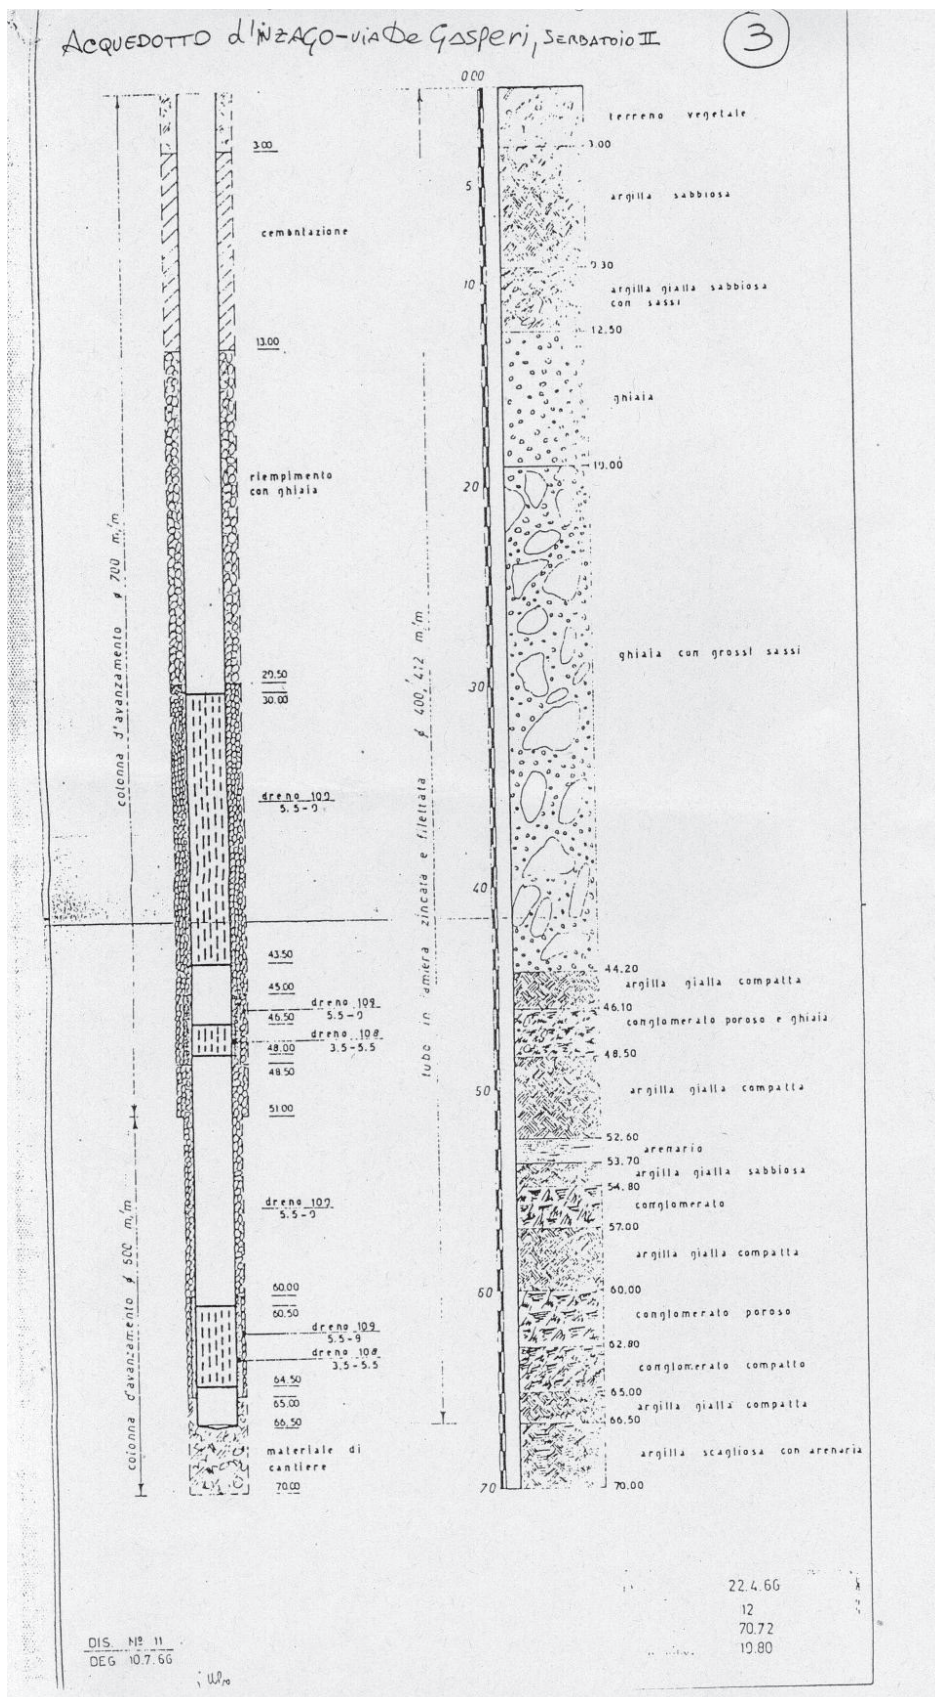 ACQUEDOTTO d'INZAGO-via De Gasperi, SERBATOIO II
3
0.00
terreno vegetale
3.00
3.00
5
argilla sabbiosa
cementazione
9.30
10
argilla gialla sabbiosa
con sassi
12.50
13.00
ghiaia
19.00
riempimento
con ghiaia
20
colonna d'avanzamento ø 700 m/m
tubo in lamiera zincata e filettata ø 400/412 m/m
ghiaia con grossi sassi
29.50
30.00
30
dreno 109
5.5-9
40
43.50
44.20
argilla gialla compatta
45.00
dreno 109
5.5-9
46.10
46.50
conglomerato poroso e ghiaia
dreno 108
3.5-5.5
48.00
48.50
48.50
50
argilla gialla compatta
51.00
52.60
arenario
53.70
argilla gialla sabbiosa
54.80
dreno 109
5.5-9
conglomerato
57.00
colonna d'avanzamento ø 500 m/m
argilla gialla compatta
60.00
60
60.00
60.50
conglomerato poroso
dreno 109
5.5-9
62.80
dreno 108
3.5-5.5
conglomerato compatto
64.50
65.00
65.00
argilla gialla compatta
66.50
66.50
materiale di
cantiere
argilla scagliosa con arenaria
70.00
70
70.00
22.4.66
12
70.72
19.80
DIS. Nº 11
DEG 10.7.66